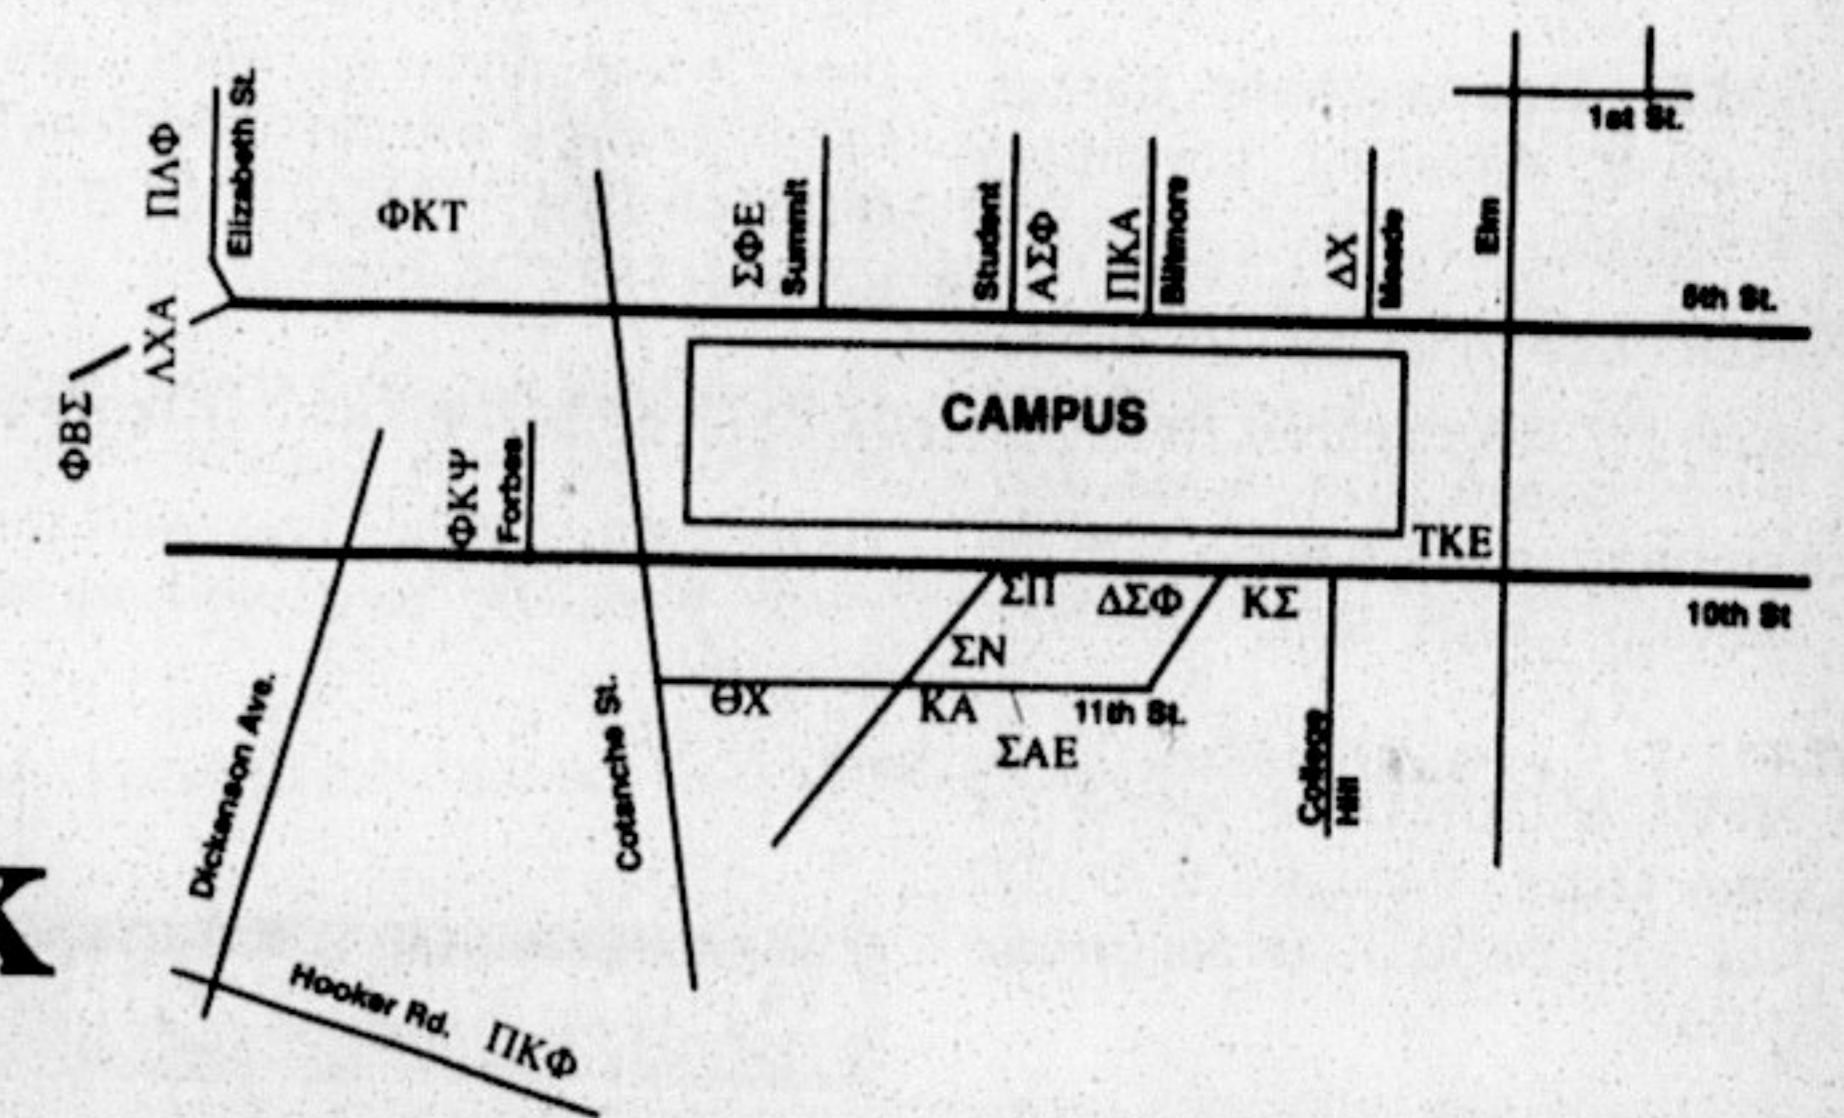 1st St.
ΠΛΦ
Elizabeth St.
ΦΚΤ
ΣΦΕ
Summit
Student
ΑΣΦ
ΠΚΑ
Biltmore
ΔΧ
Meade
Elm
5th St.
ΛΧΑ
ΦΒΣ
CAMPUS
ΦΚΨ
Forbes
ΤΚΕ
ΣΠ
ΔΣΦ
ΚΣ
10th St
ΣΝ
ΘΧ
ΚΑ
11th St.
ΣΑΕ
Dickenson Ave.
Cotanche St.
College
Hill
K
Hooker Rd.
ΠΚΦ